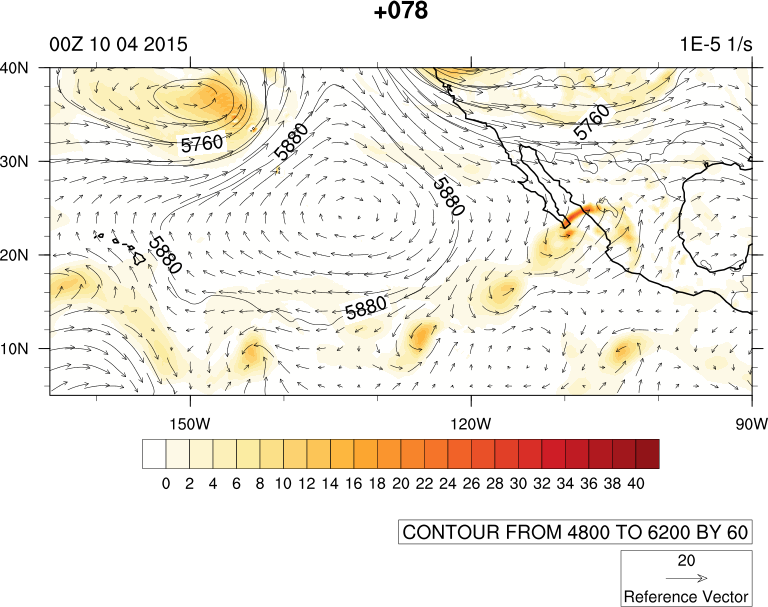 +078
00Z 10 04 2015 1E-5 1/s
40N
30N
20N
10N
5760
5880
5760
5880
5880
5880
150W 120W 90W
0 2 4 6 8 10 12 14 16 18 20 22 24 26 28 30 32 34 36 38 40
CONTOUR FROM 4800 TO 6200 BY 60
20
Reference Vector